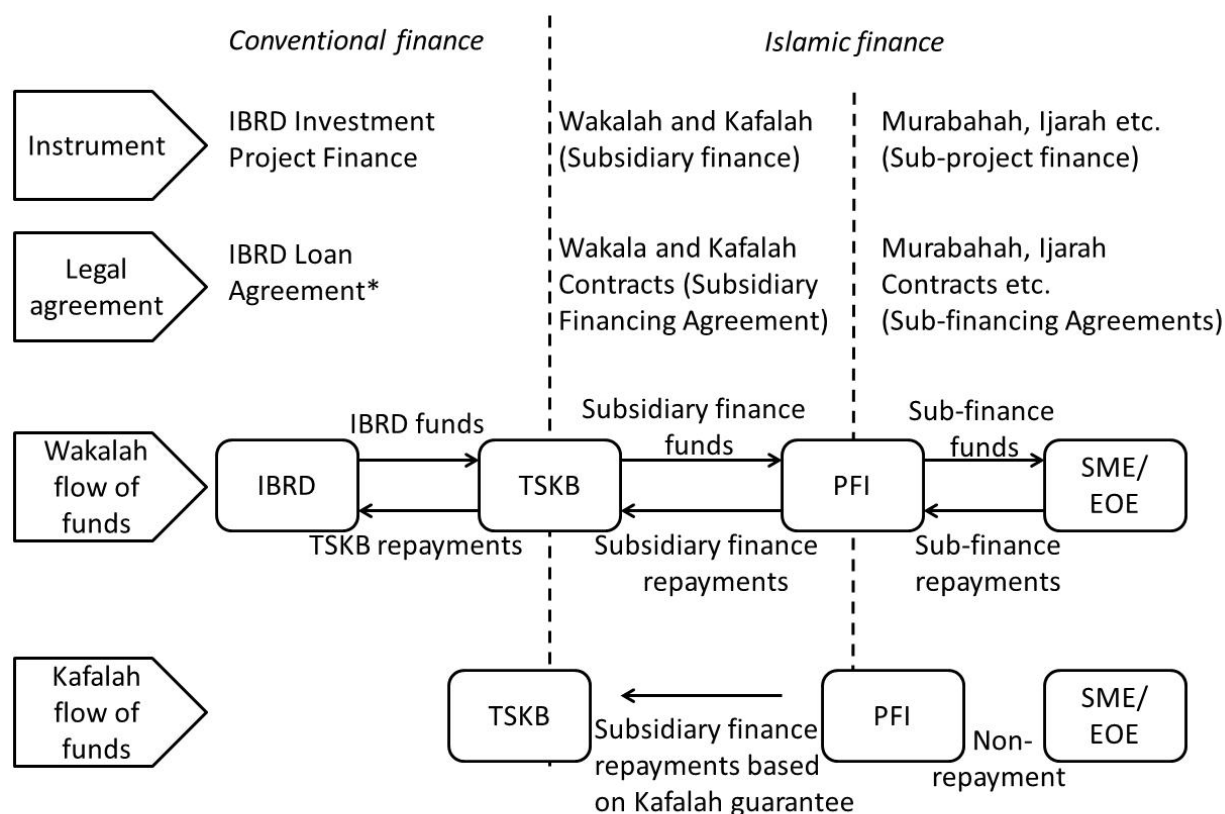 Conventional finance
Islamic finance
Instrument
IBRD Investment
Project Finance
Wakalah and Kafalah
(Subsidiary finance)
Murabahah, Ijarah etc.
(Sub-project finance)
Legal
agreement
IBRD Loan
Agreement*
Wakala and Kafalah
Contracts (Subsidiary
Financing Agreement)
Murabahah, Ijarah
Contracts etc.
(Sub-financing Agreements)
Wakalah
flow of
funds
IBRD
IBRD funds
TSKB repayments
TSKB
Subsidiary finance
funds
Subsidiary finance
repayments
PFI
Sub-finance
funds
Sub-finance
repayments
SME/
EOE
Kafalah
flow of
funds
TSKB
Subsidiary finance
repayments based
on Kafalah guarantee
PFI
Non-
repayment
SME/
EOE